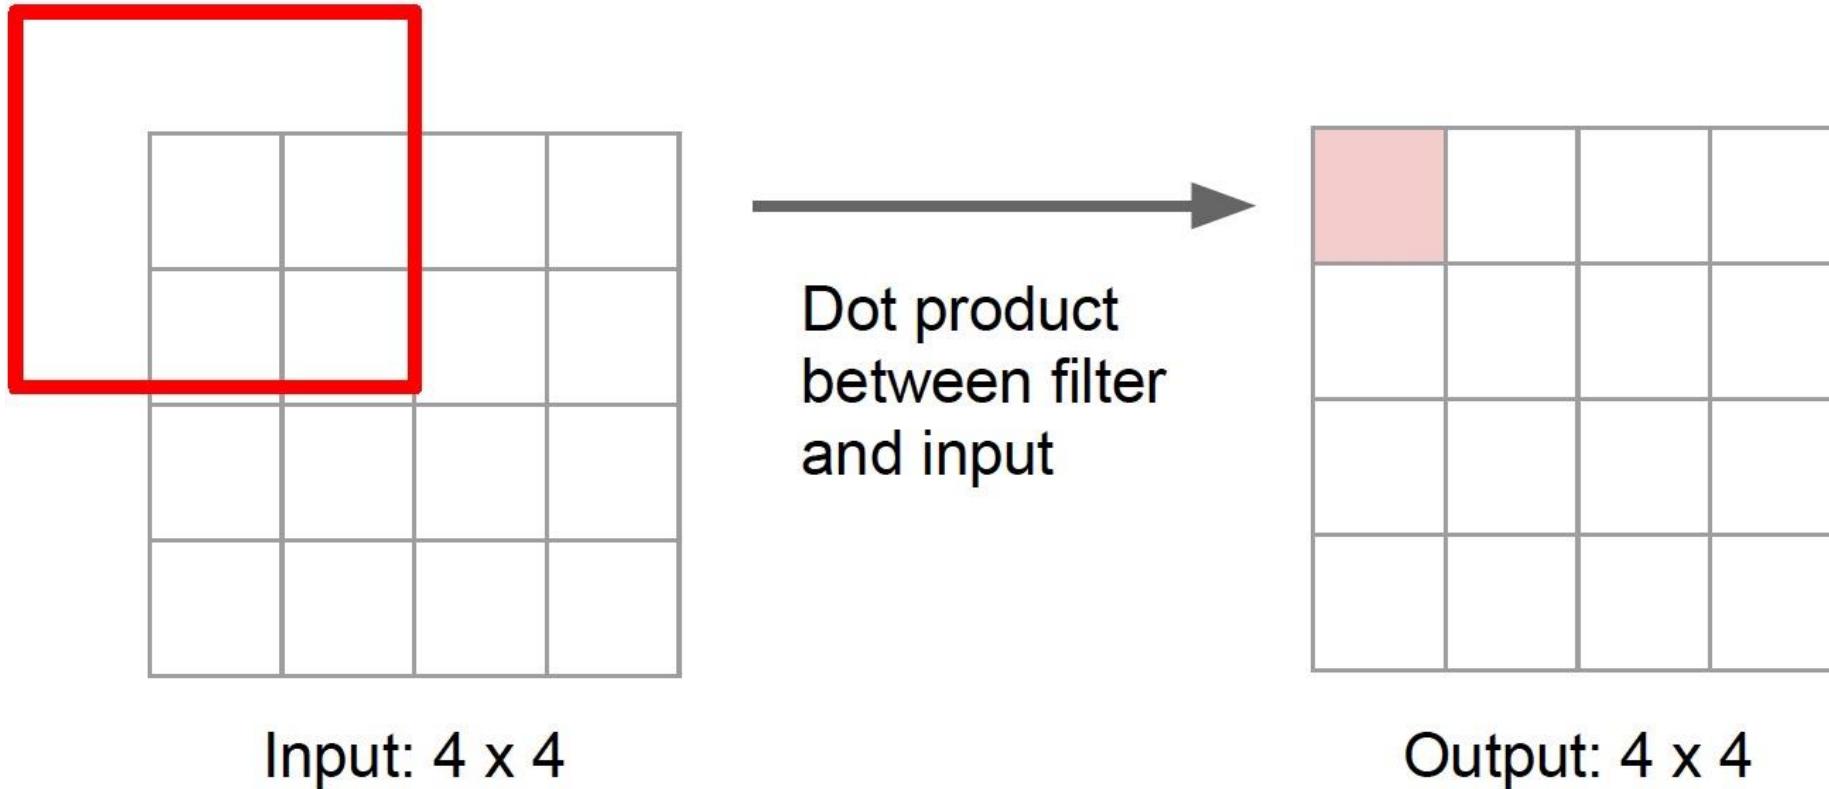 Dot product
between filter
and input
Input: 4 x 4
Output: 4 x 4